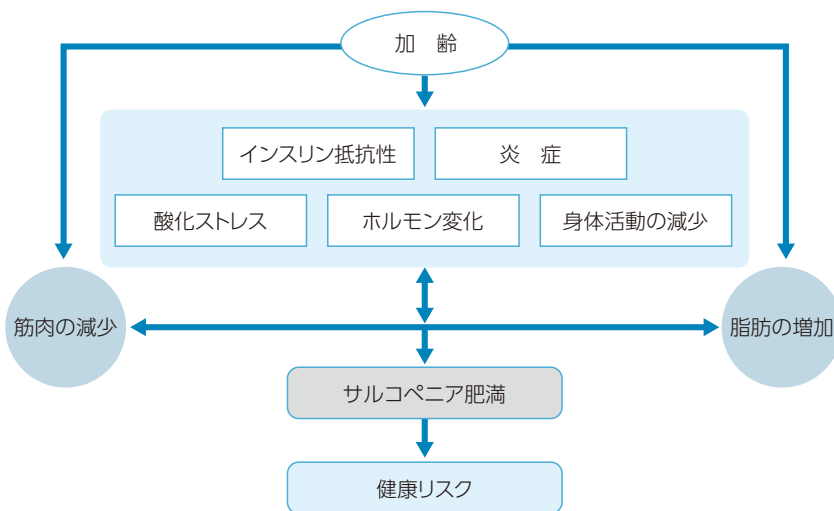 加　齢
インスリン抵抗性
炎　症
酸化ストレス
ホルモン変化
身体活動の減少
筋肉の減少
脂肪の増加
サルコペニア肥満
健康リスク